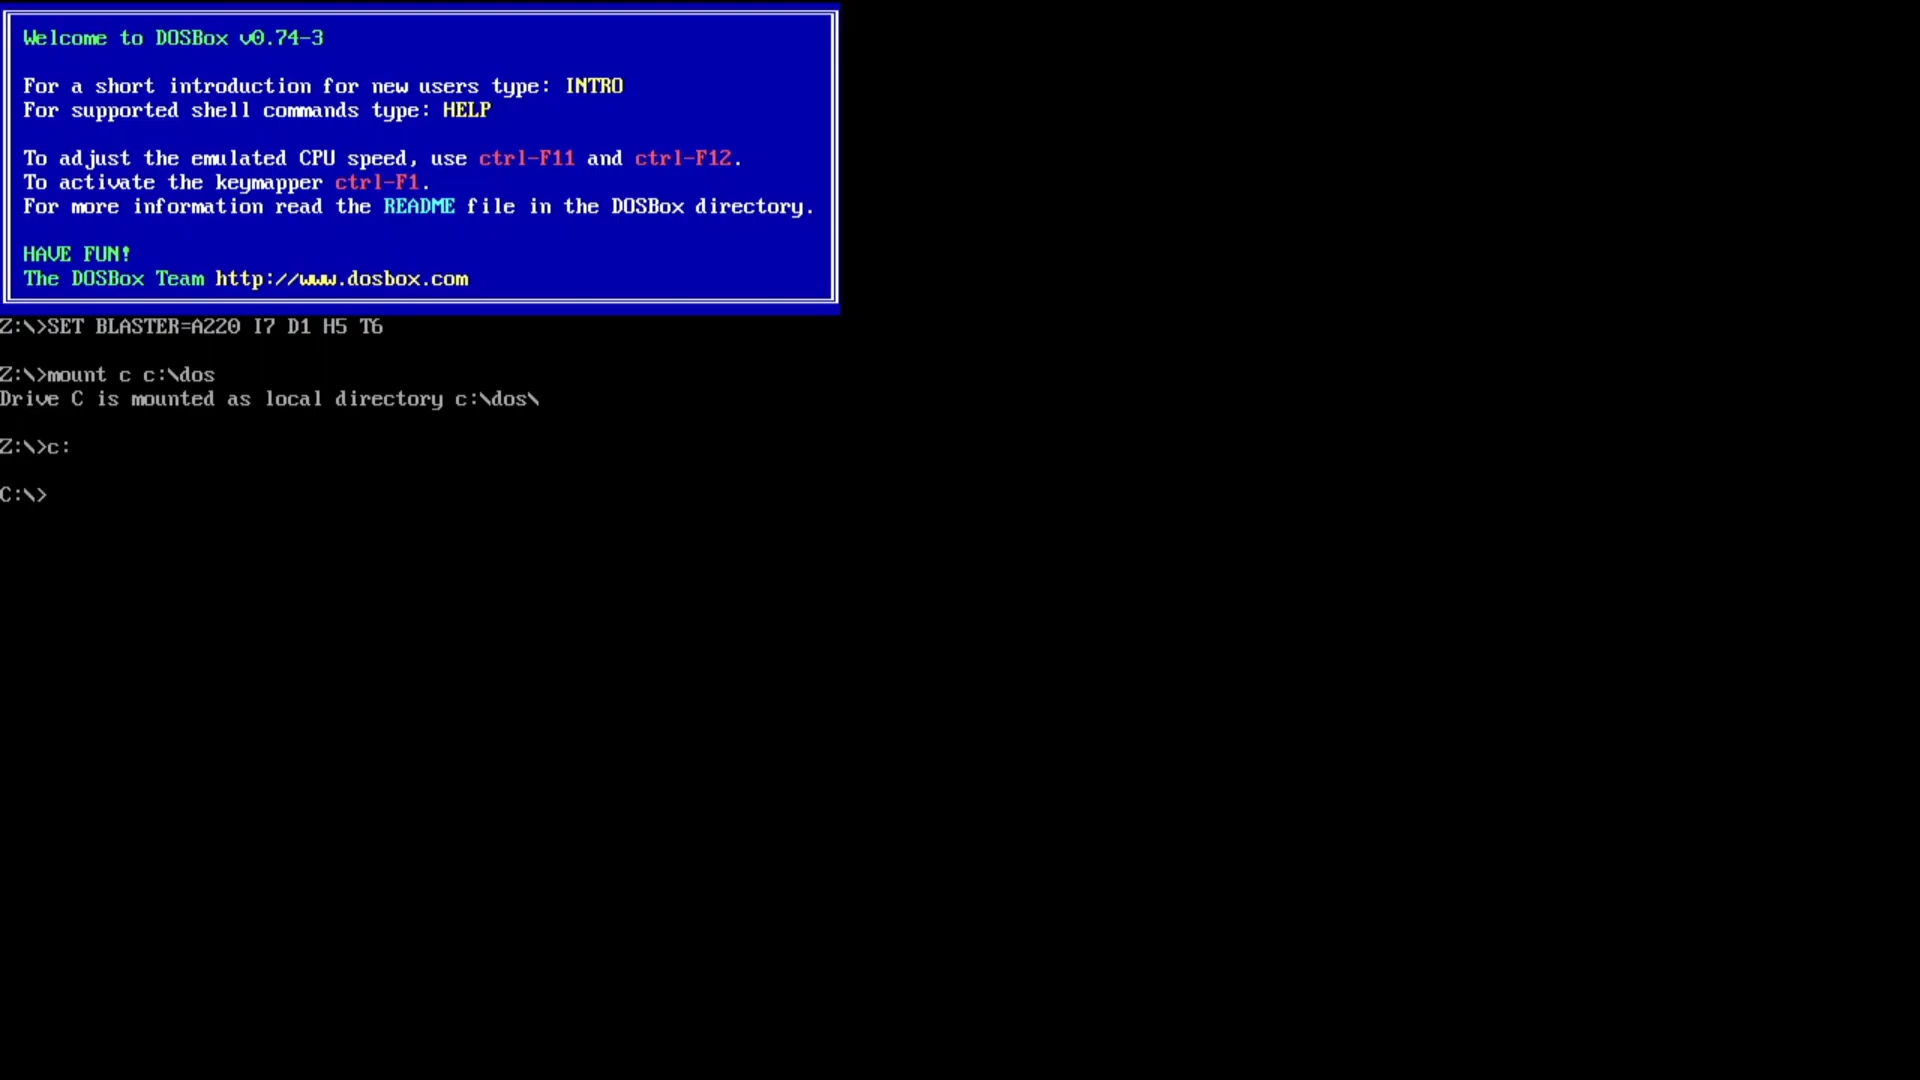 Welcome to DOSBox v0.74-3
For a short introduction for new users type: INTRO
For supported shell commands type: HELP
To adjust the emulated CPU speed, use ctrl-F11 and ctrl-F12.
To activate the keymapper ctrl-F1.
For more information read the README file in the DOSBox directory.
HAVE FUN!
The DOSBox Team http://www.dosbox.com
Z:\>SET BLASTER=A220 I7 D1 H5 T6
Z:\>mount c c:\dos
Drive C is mounted as local directory c:\dos\
Z:\>c:
C:\>